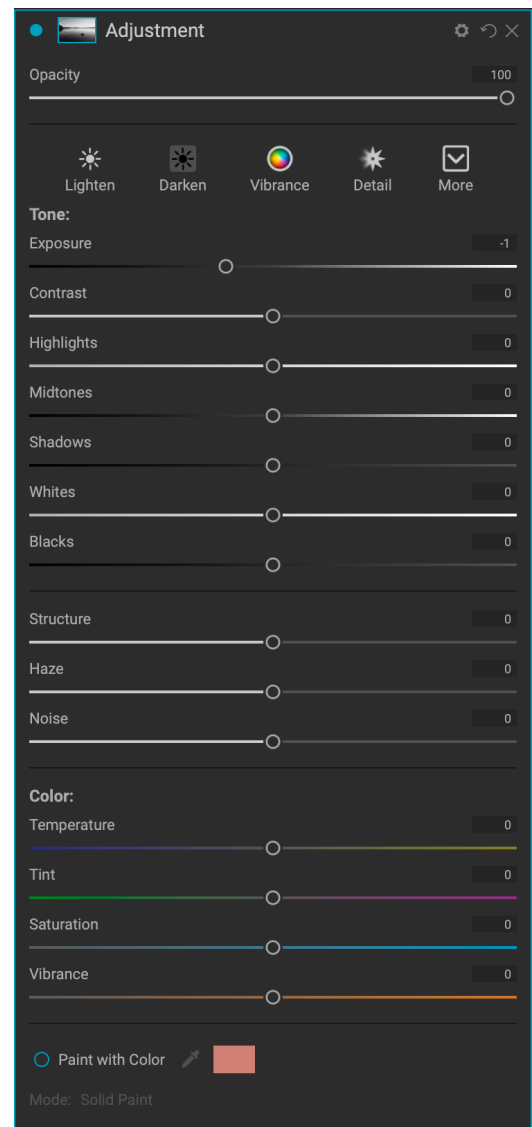 Adjustment
Opacity 100
Lighten Darken Vibrance Detail More
Tone:
Exposure -1
Contrast 0
Highlights 0
Midtones 0
Shadows 0
Whites 0
Blacks 0
Structure 0
Haze 0
Noise 0
Color:
Temperature 0
Tint 0
Saturation 0
Vibrance 0
Paint with Color
Mode: Solid Paint